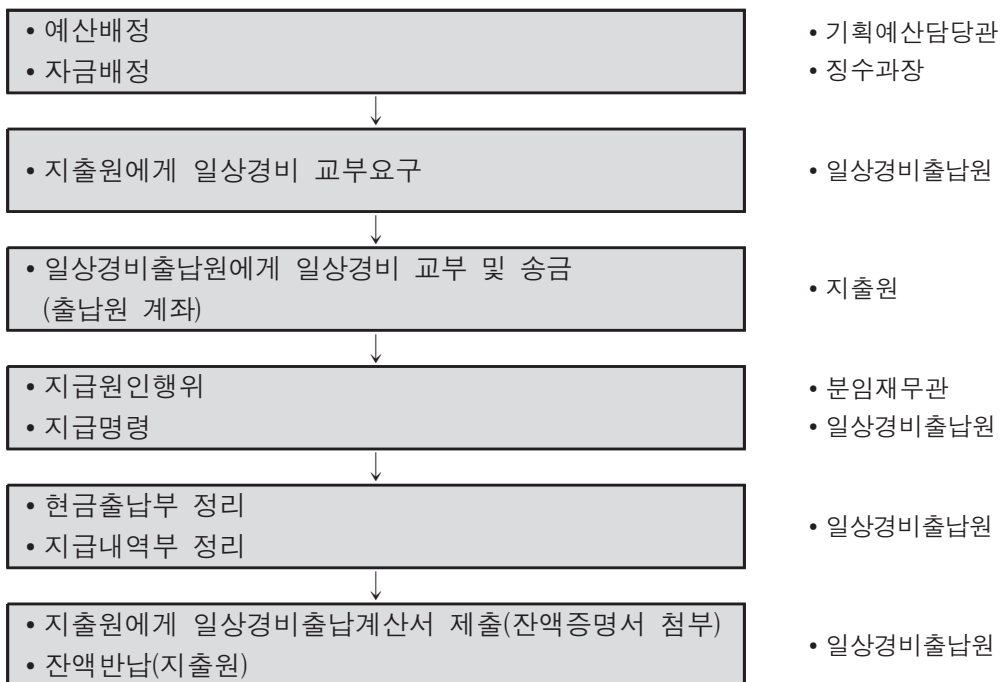 • 예산배정
• 자금배정
• 기획예산담당관
• 징수과장
• 지출원에게 일상경비 교부요구
• 일상경비출납원
• 일상경비출납원에게 일상경비 교부 및 송금
(출납원 계좌)
• 지출원
• 지급원인행위
• 지급명령
• 분임재무관
• 일상경비출납원
• 현금출납부 정리
• 지급내역부 정리
• 일상경비출납원
• 지출원에게 일상경비출납계산서 제출(잔액증명서 첨부)
• 잔액반납(지출원)
• 일상경비출납원